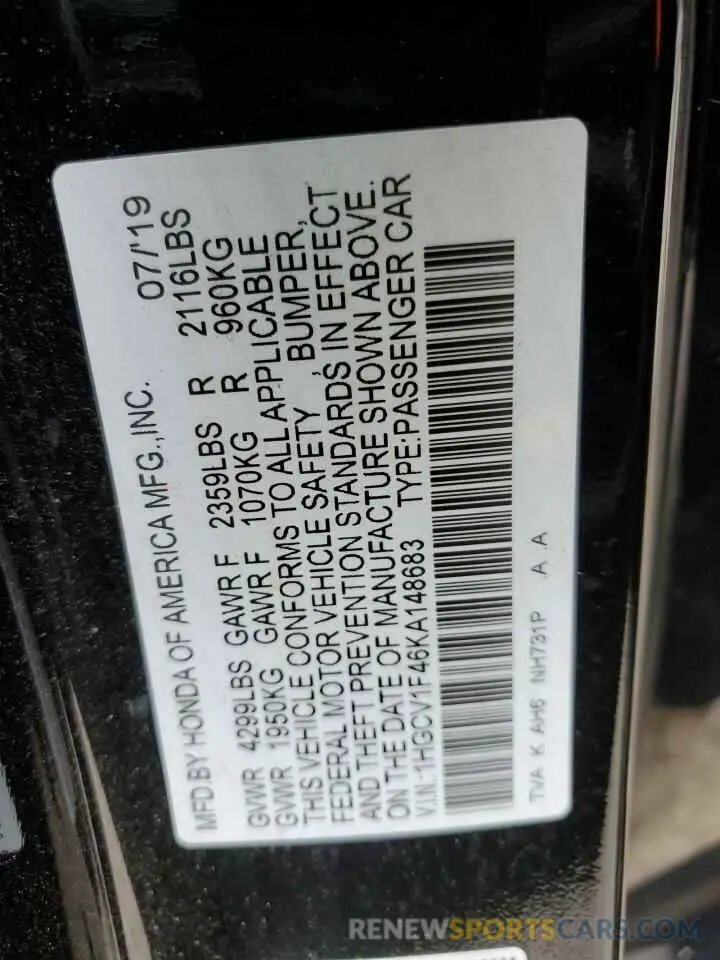 MFD.BY HONDA OF AMERICA MFG.,INC. 07/'19
GVWR 4299LBS GAWR F 2359LBS R 2116LBS
GVWR 1950KG GAWR F 1070KG R 960KG
THIS VEHICLE CONFORMS TO ALL APPLICABLE
FEDERAL MOTOR VEHICLE SAFETY , BUMPER,
AND THEFT PREVENTION STANDARDS, IN EFFECT
ON THE DATE OF MANUFACTURE SHOWN ABOVE.
V.I.N.:1HGCV1F46KA148683 TYPE:PASSENGER CAR
TVA K AH6 NH731P A A
RENEWSPORTSCARS.COM